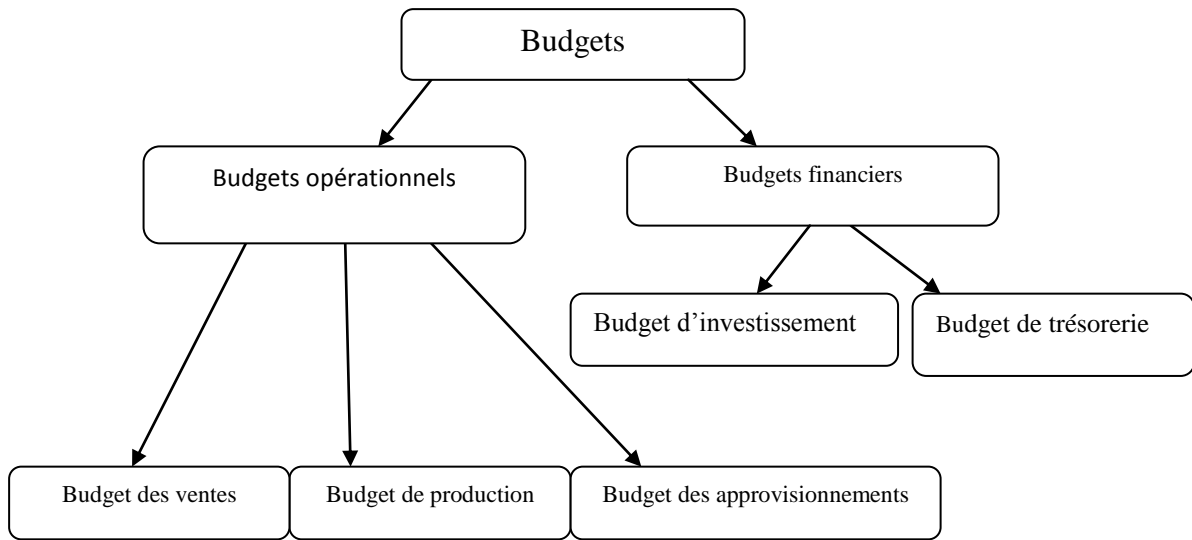 Budgets
Budgets opérationnels
Budgets financiers
Budget d’investissement
Budget de trésorerie
Budget des ventes
Budget de production
Budget des approvisionnements